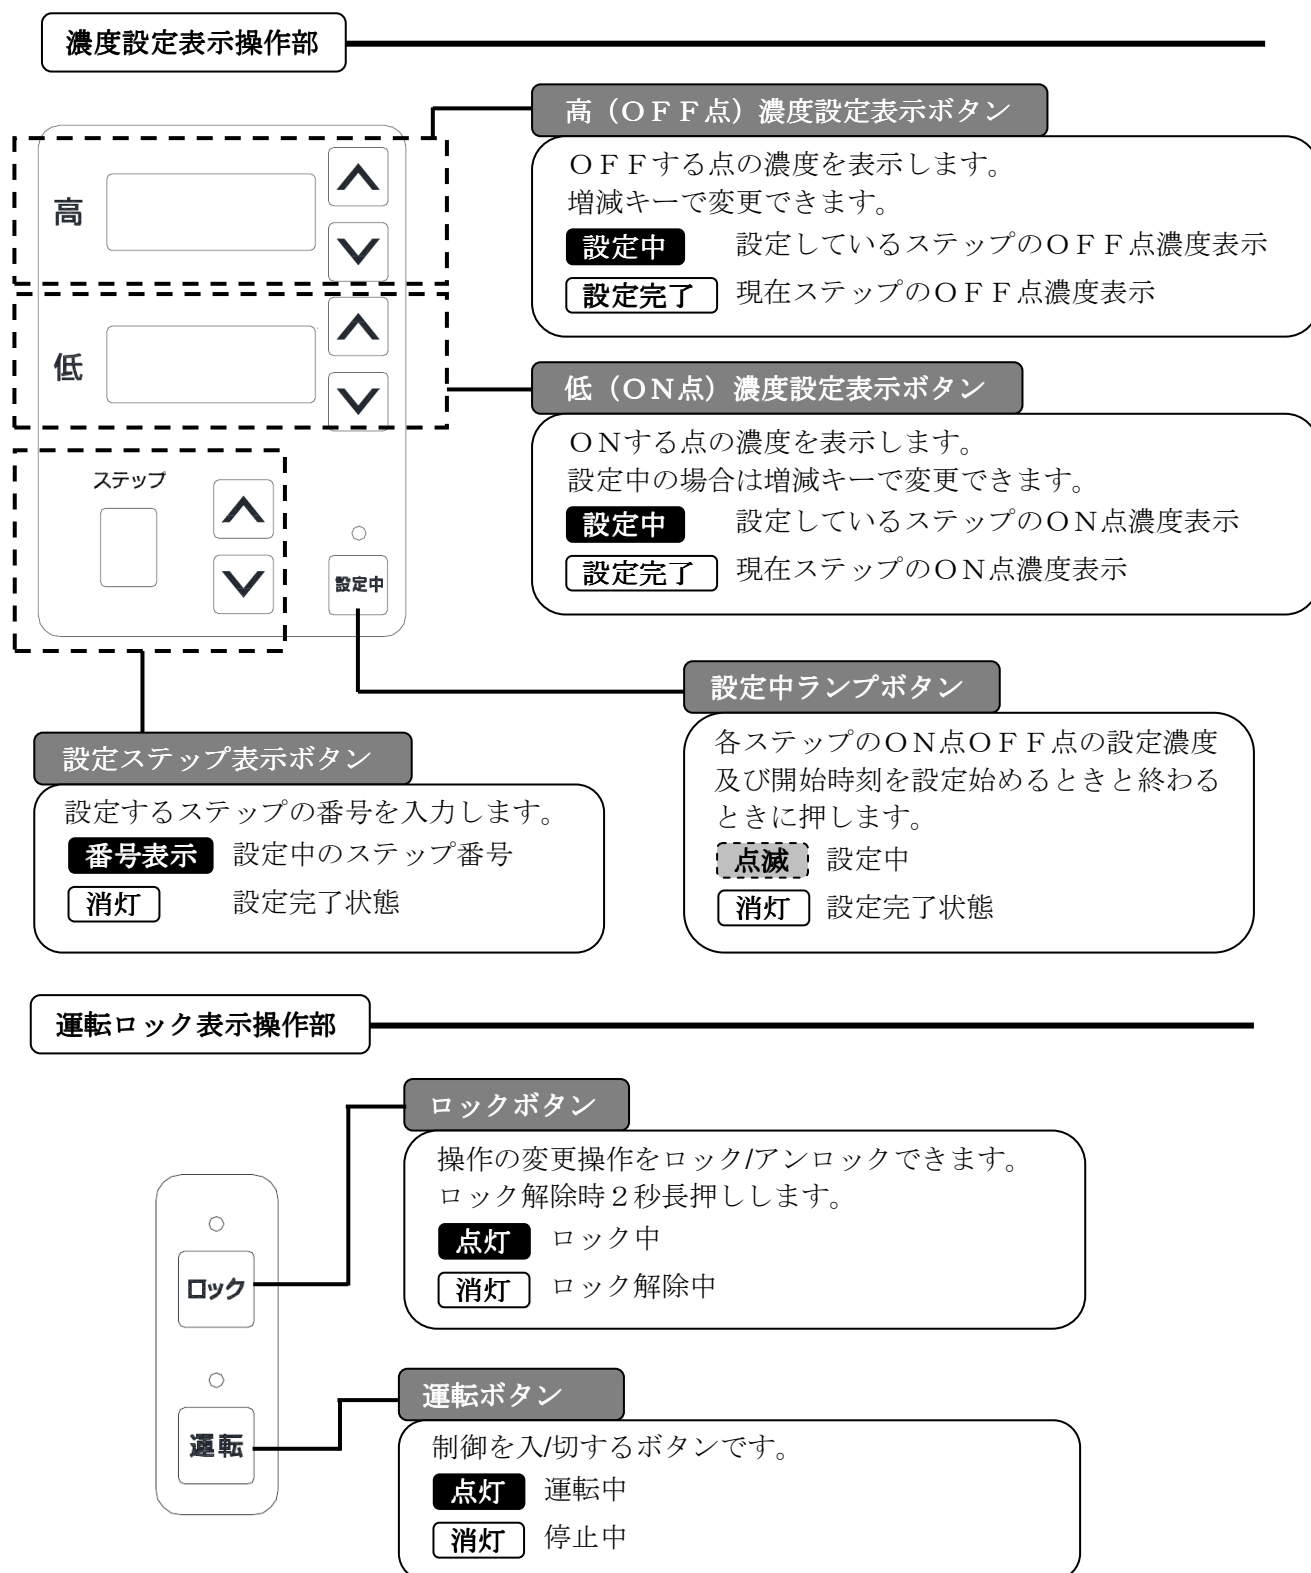 濃度設定表示操作部
高（ＯＦＦ点）濃度設定表示ボタン
ＯＦＦする点の濃度を表示します。
増減キーで変更できます。
設定中 設定しているステップのＯＦＦ点濃度表示
設定完了 現在ステップのＯＦＦ点濃度表示
高
低
低（ＯＮ点）濃度設定表示ボタン
ＯＮする点の濃度を表示します。
設定中の場合は増減キーで変更できます。
設定中 設定しているステップのＯＮ点濃度表示
設定完了 現在ステップのＯＮ点濃度表示
ステップ
設定中
設定中ランプボタン
各ステップのＯＮ点ＯＦＦ点の設定濃度
及び開始時刻を設定始めるときと終わる
ときに押します。
点滅 設定中
消灯 設定完了状態
設定ステップ表示ボタン
設定するステップの番号を入力します。
番号表示 設定中のステップ番号
消灯 設定完了状態
運転ロック表示操作部
ロックボタン
操作の変更操作をロック/アンロックできます。
ロック解除時２秒長押しします。
点灯 ロック中
消灯 ロック解除中
ロック
運転
運転ボタン
制御を入/切するボタンです。
点灯 運転中
消灯 停止中